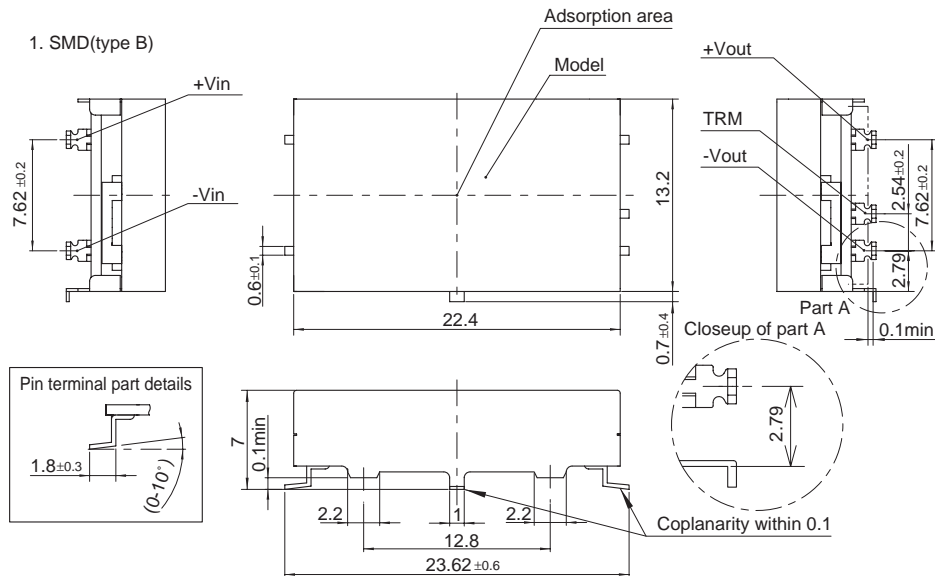 1. SMD(type B)
Adsorption area
Model
+Vin
-Vin
7.62 ±0.2
0.6±0.1
22.4
13.2
0.7±0.4
+Vout
TRM
-Vout
2.54±0.2
7.62±0.2
2.79
Part A
0.1min
Closeup of part A
2.79
Pin terminal part details
1.8±0.3
(0-10°)
7
0.1min
2.2
1
2.2
12.8
23.62 ±0.6
Coplanarity within 0.1